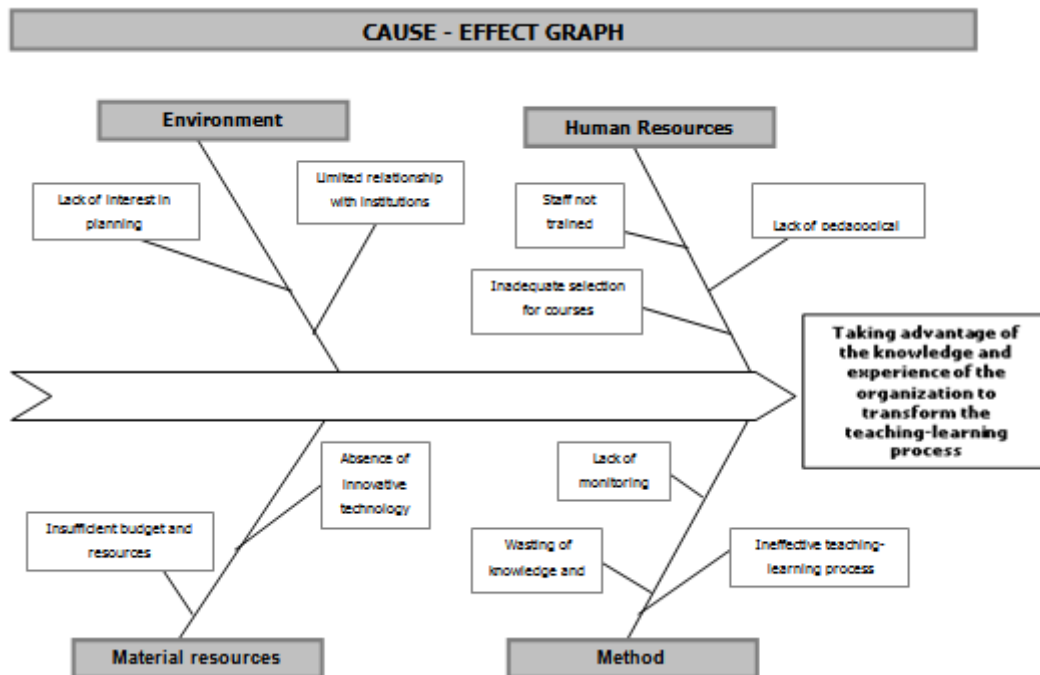 CAUSE - EFFECT GRAPH
Environment
Human Resources
Lack of interest in
planning
Limited relationship
with institutions
Staff not
trained
Lack of pedagogical
Inadequate selection
for courses
Taking advantage of
the knowledge and
experience of the
organization to
transform the
teaching-learning
process
Absence of
innovative
technology
Insufficient budget and
resources
Lack of
monitoring
Wasting of
knowledge and
Ineffective teaching-
learning process
Material resources
Method